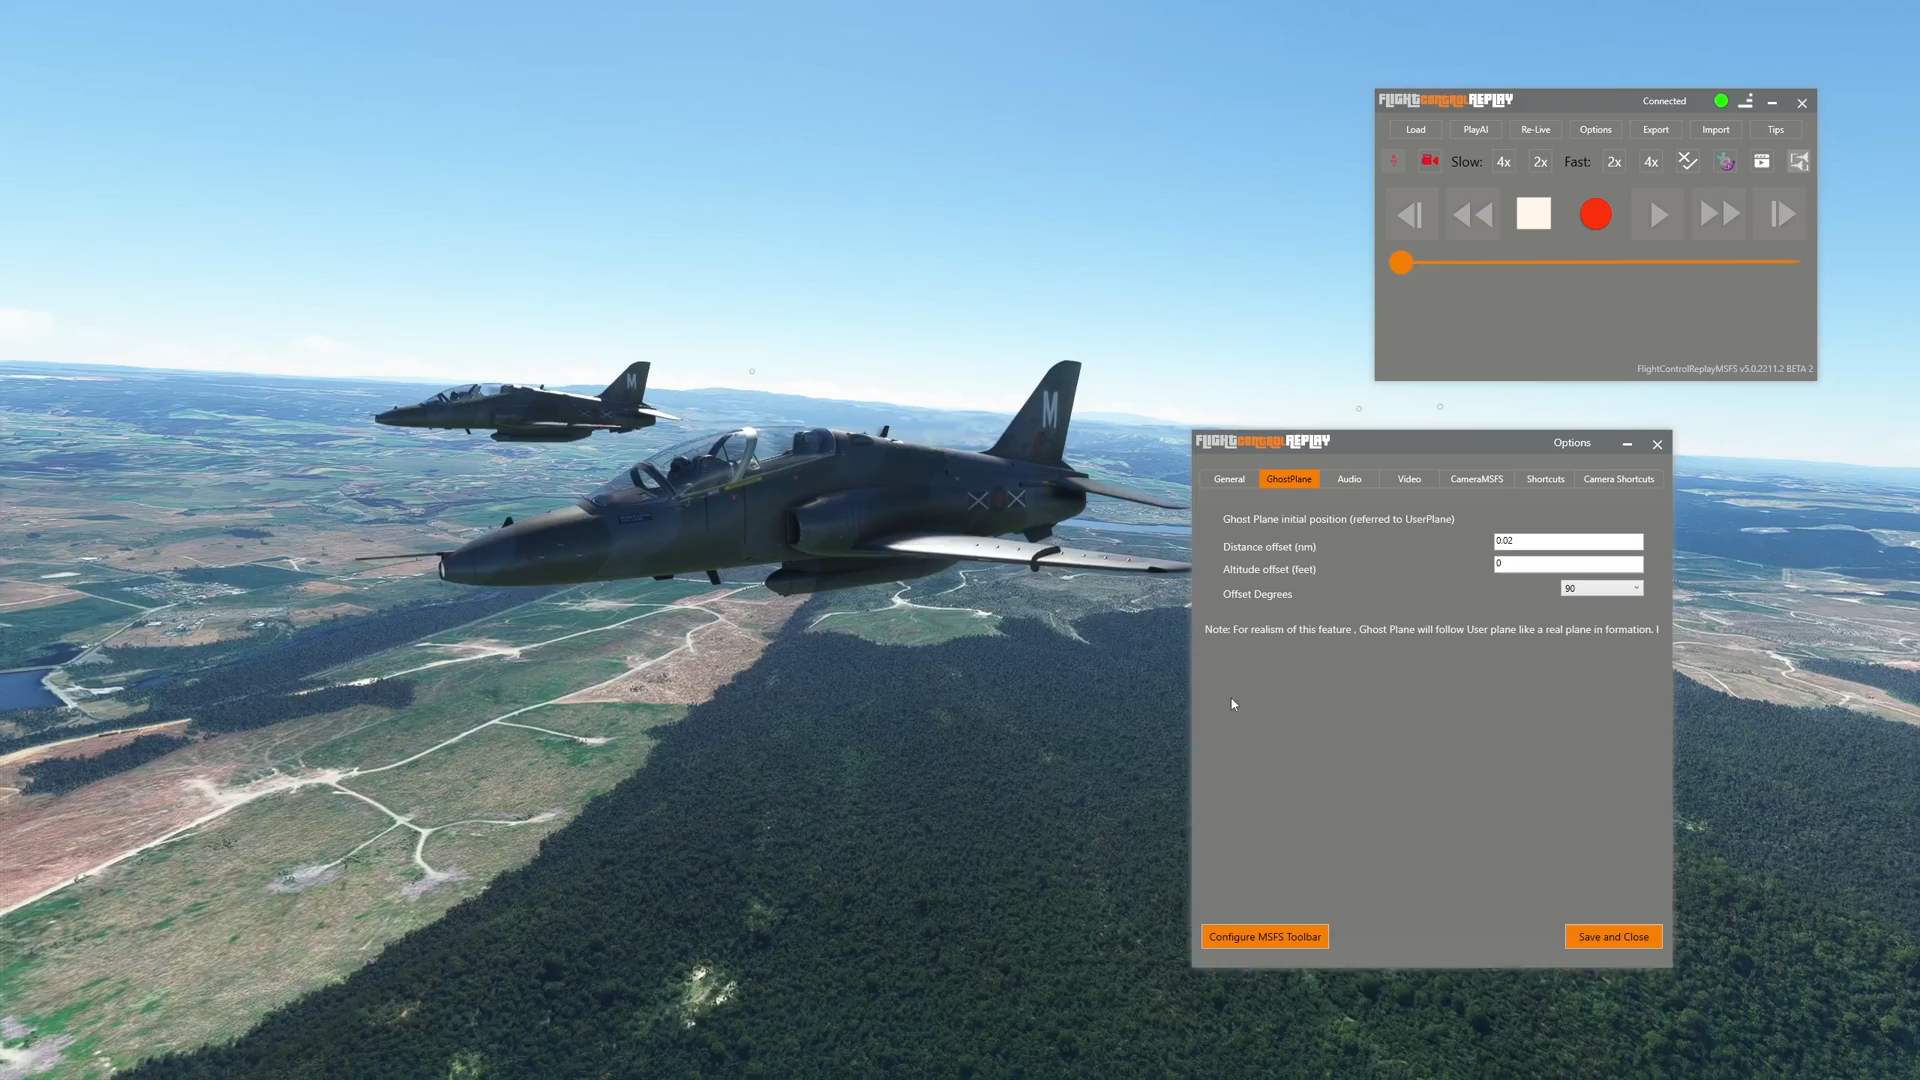 FLIGHTCONTROLREPLAY
Connected
Load PlayAI Re-Live Options Export Import Tips
Slow: 4x 2x Fast: 2x 4x
FlightControlReplayMSFS v5.0.2211.2 BETA 2
M
M
FLIGHTCONTROLREPLAY
Options
General GhostPlane Audio Video CameraMSFS Shortcuts Camera Shortcuts
Ghost Plane initial position (referred to UserPlane)
Distance offset (nm) 0.02
Altitude offset (feet) 0
Offset Degrees 90
Note: For realism of this feature , Ghost Plane will follow User plane like a real plane in formation. I
Configure MSFS Toolbar Save and Close